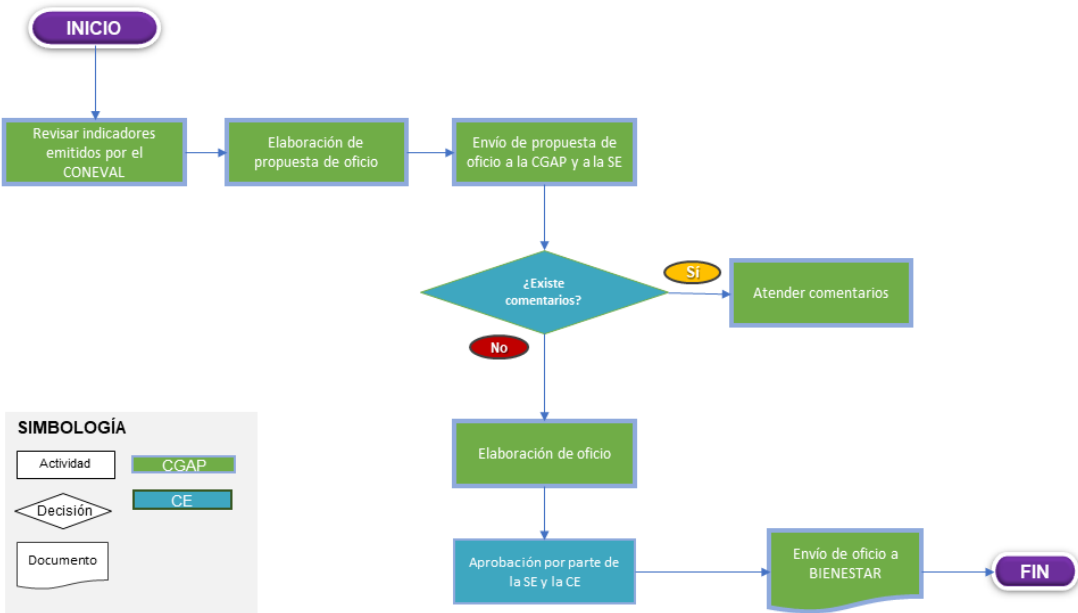 INICIO
Revisar indicadores
emitidos por el
CONEVAL
Elaboración de
propuesta de oficio
Envío de propuesta de
oficio a la CGAP y a la SE
¿Existe
comentarios?
Sí
Atender comentarios
No
Elaboración de oficio
Aprobación por parte de
la SE y la CE
Envío de oficio a
BIENESTAR
FIN
SIMBOLOGÍA
Actividad
CGAP
CE
Decisión
Documento